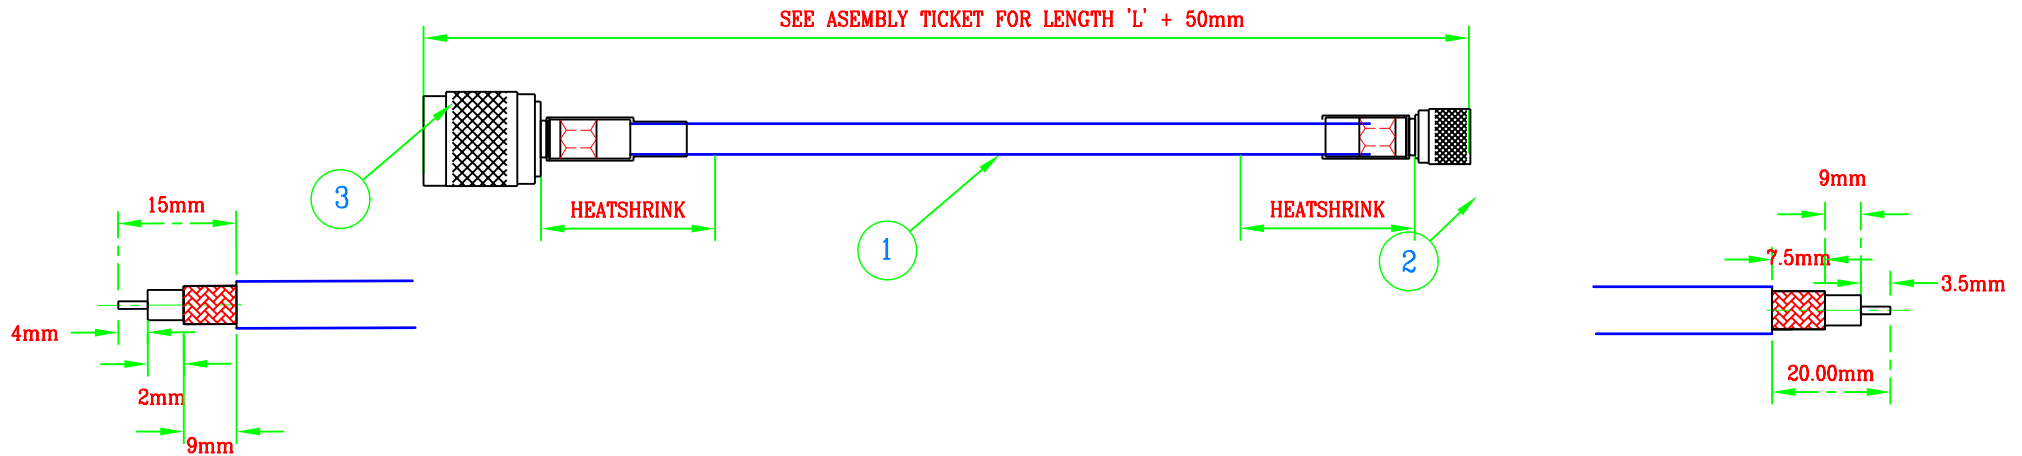 SEE ASEMBLY TICKET FOR LENGTH 'L' + 50mm
3
HEATSHRINK
1
HEATSHRINK
2
15mm
4mm
2mm
9mm
9mm
7.5mm
3.5mm
20.00mm